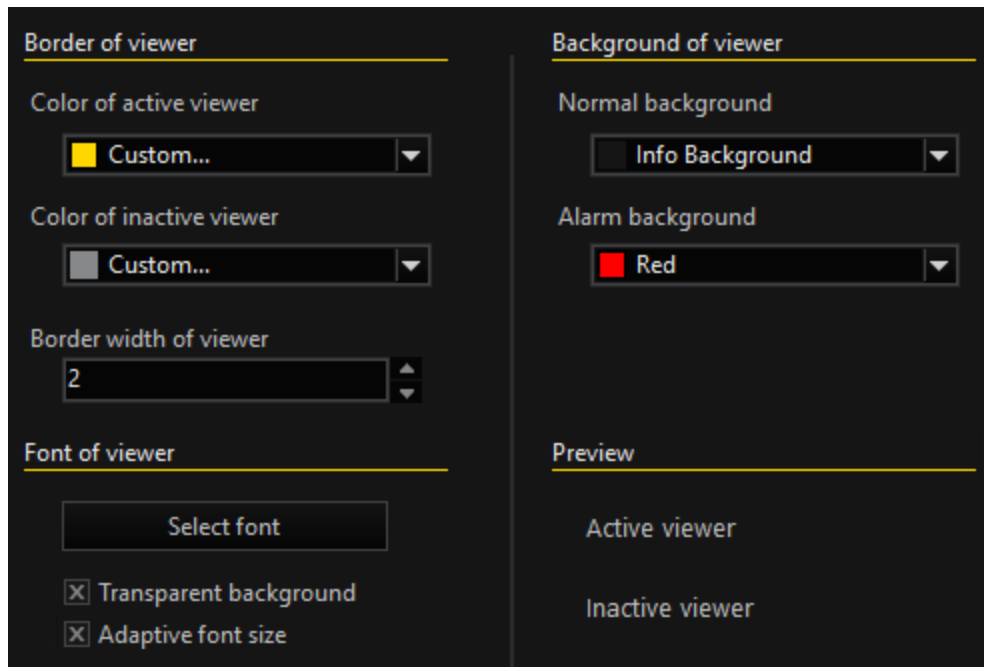 Border of viewer
Color of active viewer
Custom...
Color of inactive viewer
Custom...
Border width of viewer
2
Font of viewer
Select font
Transparent background
Adaptive font size
Background of viewer
Normal background
Info Background
Alarm background
Red
Preview
Active viewer
Inactive viewer